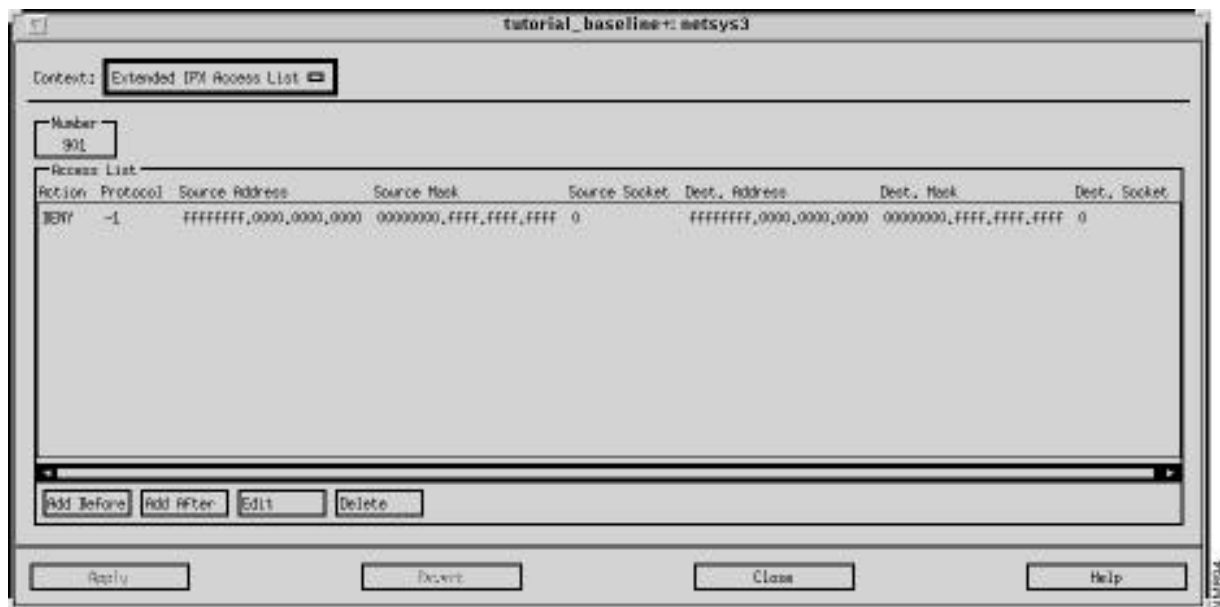 tutorial_baseline+: netsys3
Context: Extended IPX Access List
Number
901
Access List
Action Protocol Source Address Source Mask Source Socket Dest. Address Dest. Mask Dest. Socket
DENY -1 ffffffff.0000.0000.0000 00000000.ffff.ffff.ffff 0 ffffffff.0000.0000.0000 00000000.ffff.ffff.ffff 0
Add Before Add After Edit Delete
Apply Revert Close Help